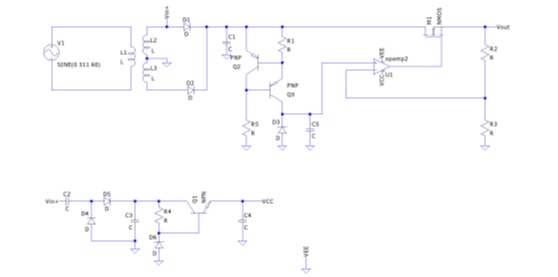 Vin+
V1
SINE(0 311 60)
L1
L
L2
L
L3
L
D1
D
D2
D
C1
C
PNP
Q2
R1
R
PNP
Q3
R5
R
D3
D
C5
C
VEE
opamp2
U1
VCC
M1
NMOS
Vout
R2
R
R3
R
Vin+
C2
C
D4
D
D5
D
C3
C
R4
R
D6
D
Q1
NPN
C4
C
VCC
VEE